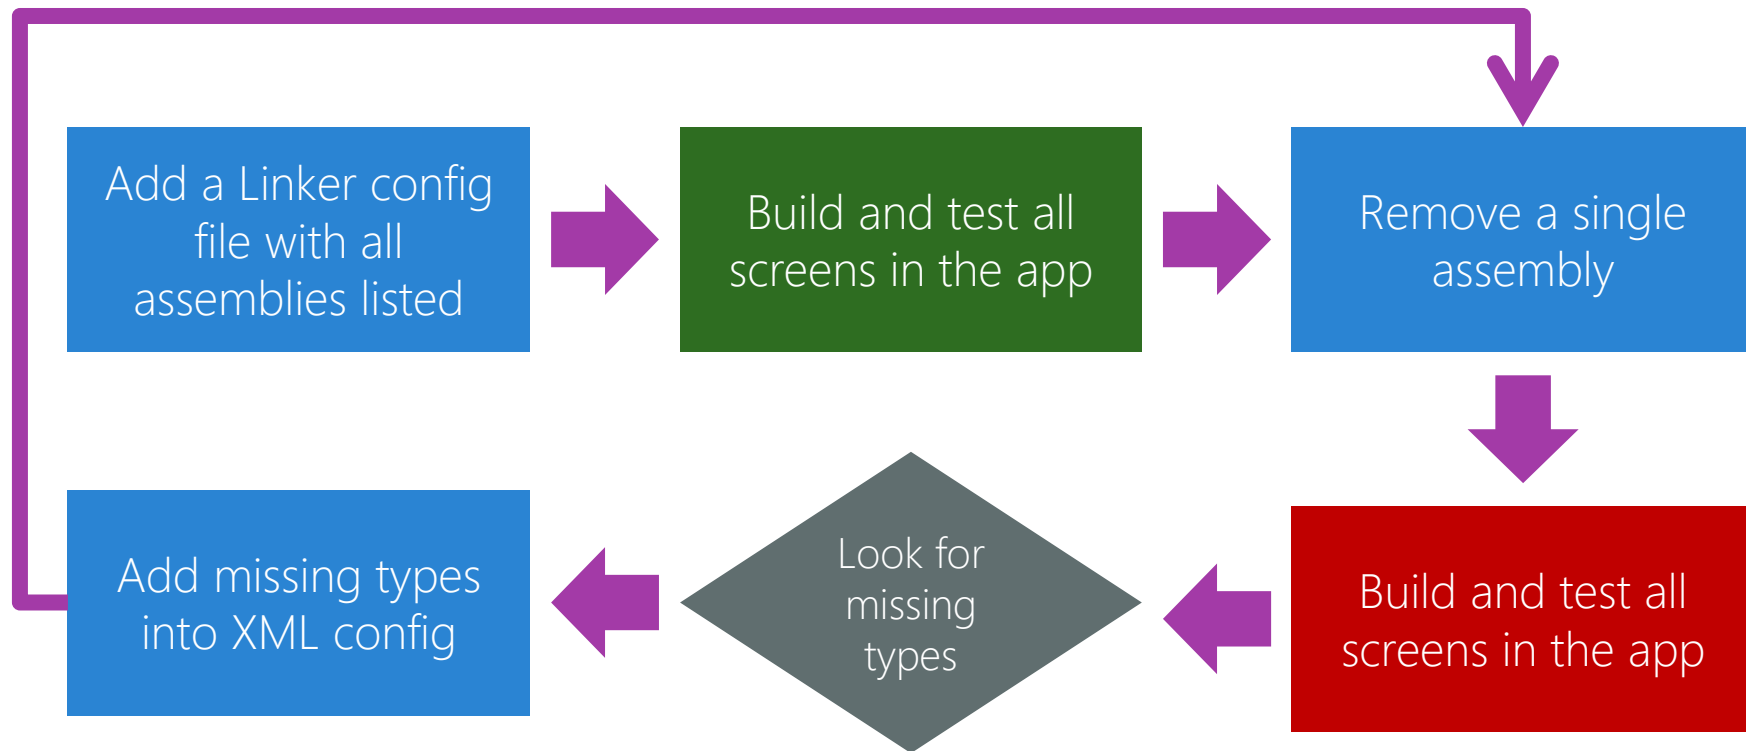 Add a Linker config
file with all
assemblies listed
Build and test all
screens in the app
Remove a single
assembly
Build and test all
screens in the app
Look for
missing
types
Add missing types
into XML config